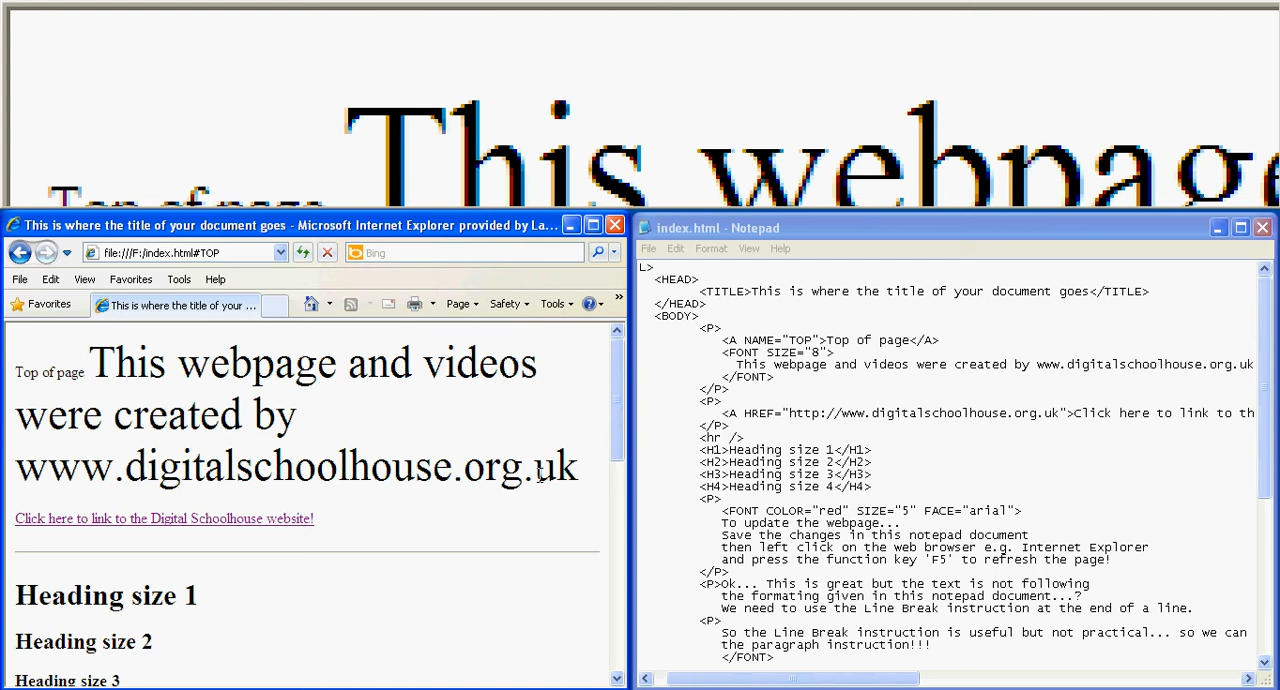 This webpage
Top of page
This is where the title of your document goes - Microsoft Internet Explorer provided by La...
file:///F:/index.html#TOP
Bing
File Edit View Favorites Tools Help
Favorites
This is where the title of your ...
Page Safety Tools
Top of page This webpage and videos
were created by
www.digitalschoolhouse.org.uk
Click here to link to the Digital Schoolhouse website!
Heading size 1
Heading size 2
Heading size 3
index.html - Notepad
File Edit Format View Help
L>
<HEAD>
<TITLE>This is where the title of your document goes</TITLE>
</HEAD>
<BODY>
<P>
<A NAME="TOP">Top of page</A>
<FONT SIZE="8">
This webpage and videos were created by www.digitalschoolhouse.org.uk
</FONT>
</P>
<P>
<A HREF="http://www.digitalschoolhouse.org.uk">Click here to link to th
</P>
<hr />
<H1>Heading size 1</H1>
<H2>Heading size 2</H2>
<H3>Heading size 3</H3>
<H4>Heading size 4</H4>
<P>
<FONT COLOR="red" SIZE="5" FACE="arial">
To update the webpage...
Save the changes in this notepad document
then left click on the web browser e.g. Internet Explorer
and press the function key 'F5' to refresh the page!
</P>
<P>Ok... This is great but the text is not following
the formating given in this notepad document...?
We need to use the Line Break instruction at the end of a line.
<P>
So the Line Break instruction is useful but not practical... so we can
the paragraph instruction!!!
</FONT>